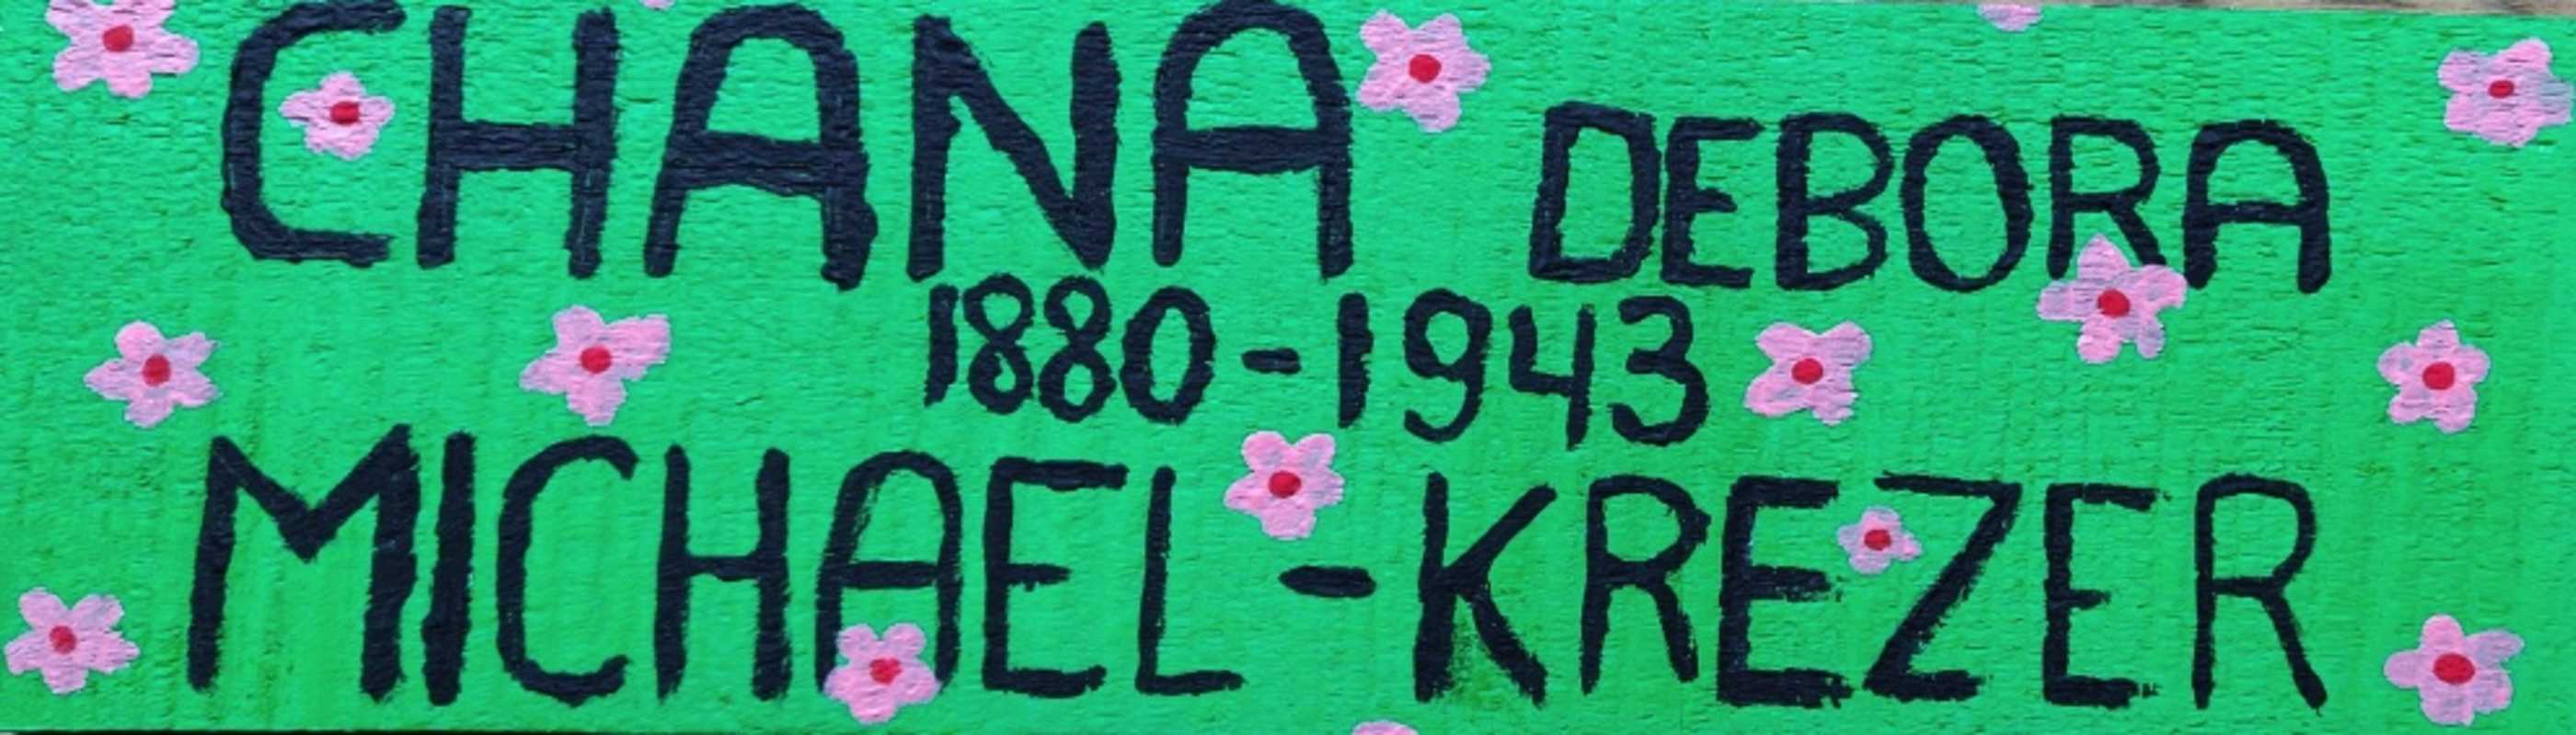 CHANA DEBORA
1880-1943
MICHAEL-KREZER